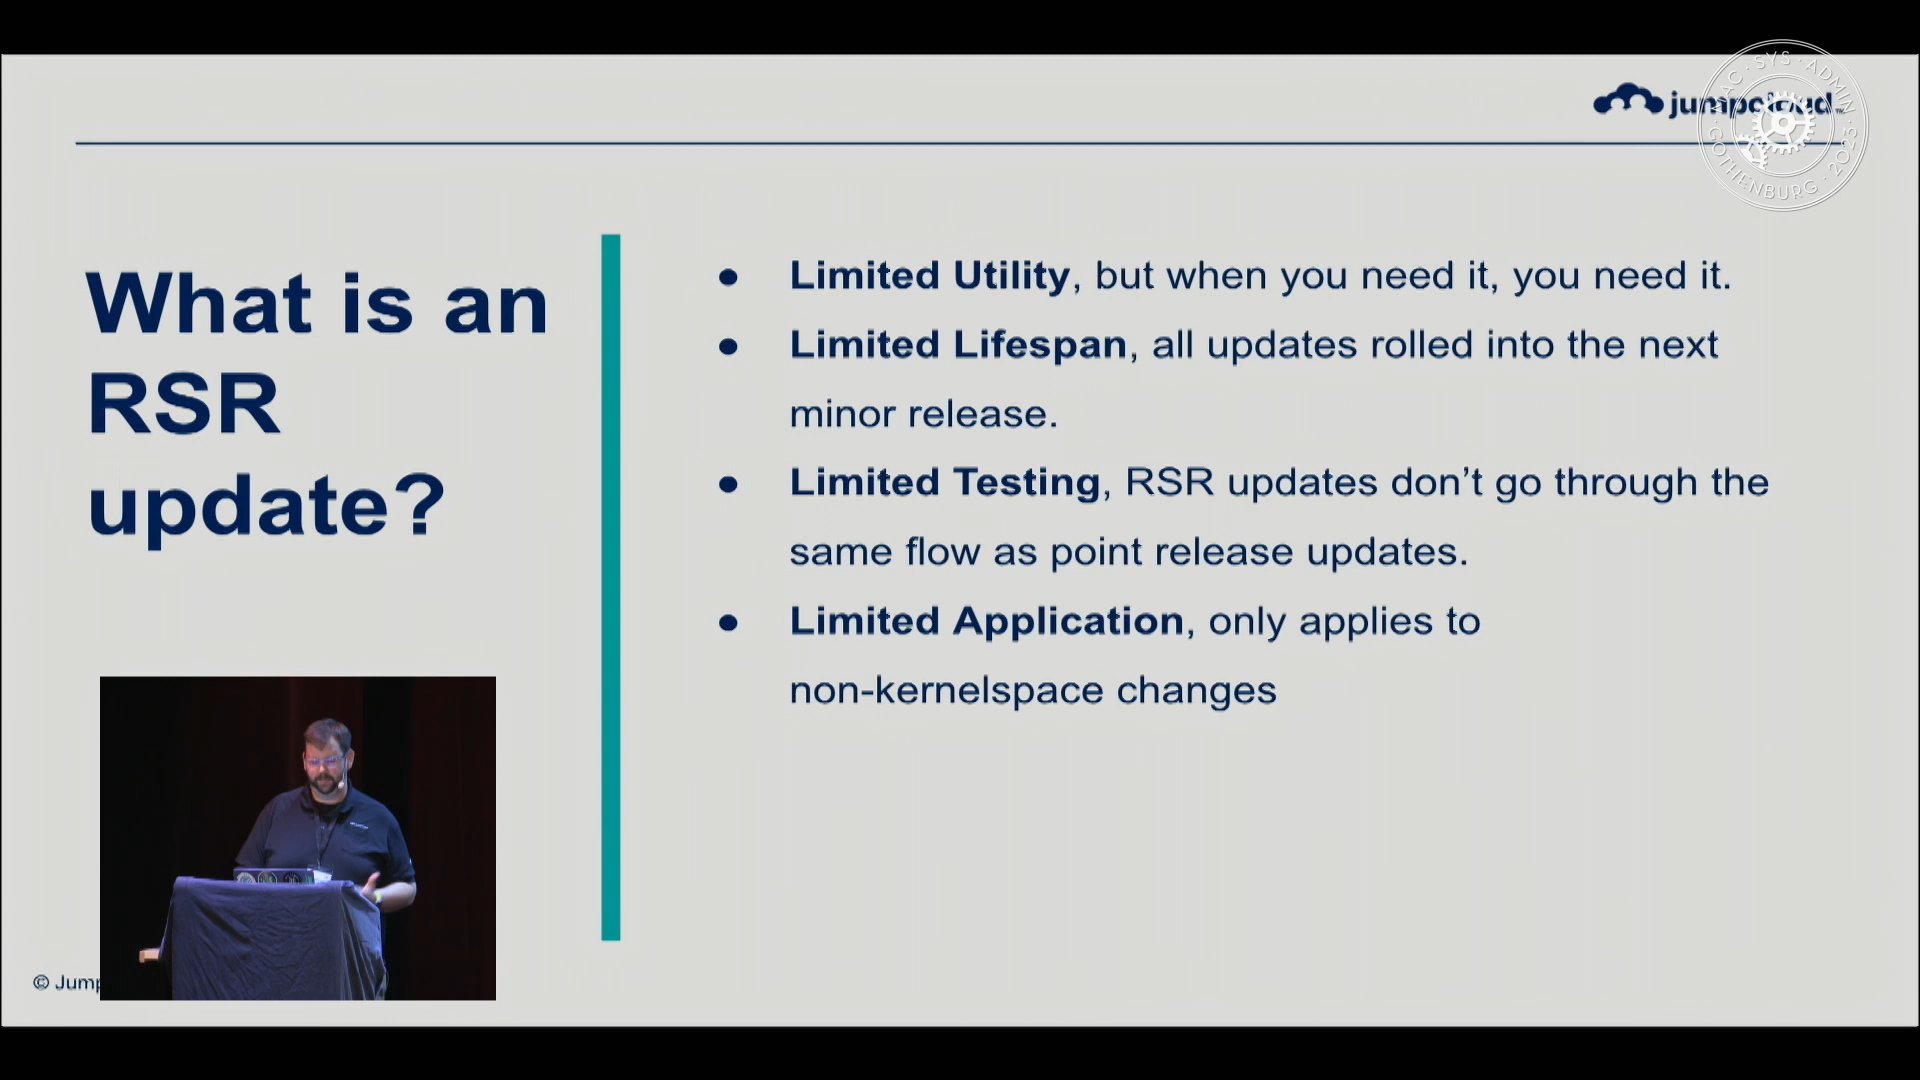 jumpcloud
MAC · SYS · ADMIN
GOTHENBURG · 2023
What is an
RSR
update?
● Limited Utility, but when you need it, you need it.
● Limited Lifespan, all updates rolled into the next
minor release.
● Limited Testing, RSR updates don’t go through the
same flow as point release updates.
● Limited Application, only applies to
non-kernelspace changes
© Jump